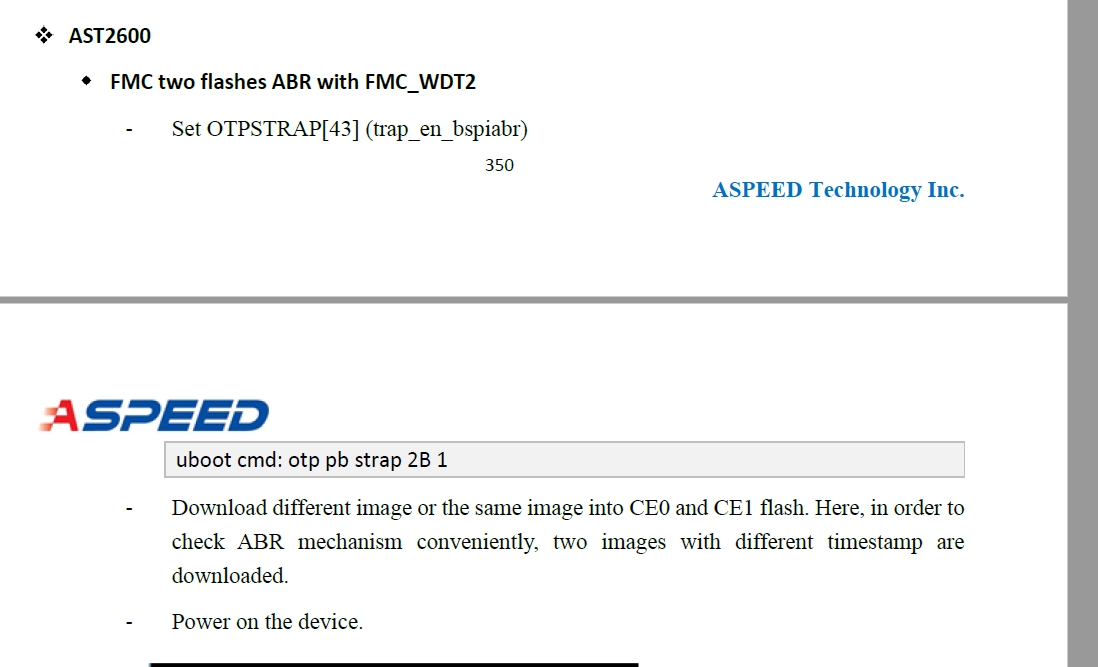 ❖ AST2600
◆ FMC two flashes ABR with FMC_WDT2
- Set OTPSTRAP[43] (trap_en_bspiabr)
350
ASPEED Technology Inc.
ASPEED
uboot cmd: otp pb strap 2B 1
- Download different image or the same image into CE0 and CE1 flash. Here, in order to
check ABR mechanism conveniently, two images with different timestamp are
downloaded.
- Power on the device.